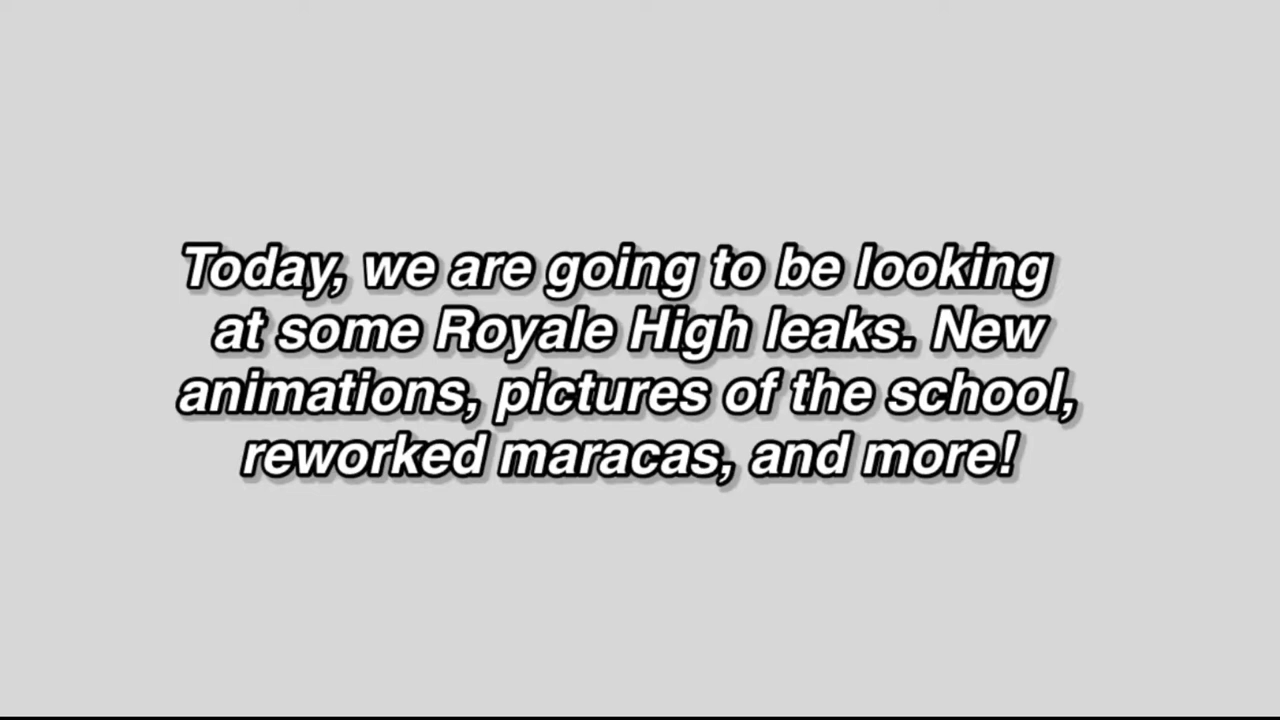 Today, we are going to be looking
at some Royale High leaks. New
animations, pictures of the school,
reworked maracas, and more!